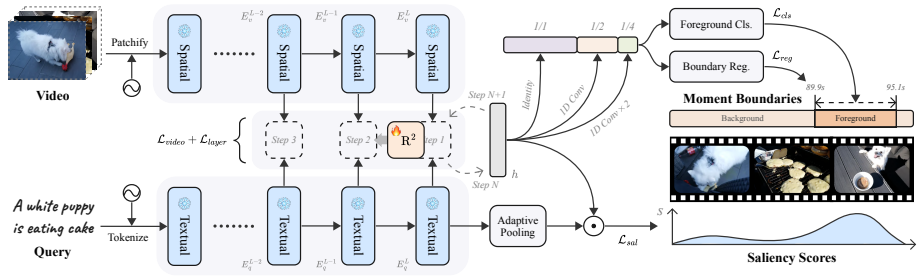 Video
Patchify
Spatial
Spatial
Spatial
E_v^{L-2}
E_v^{L-1}
E_v^L
ℒ_video + ℒ_layer
Step 3
Step 2
R²
Step 1
Step N+1
Step N
h
A white puppy
is eating cake
Query
Tokenize
Textual
Textual
Textual
E_q^{L-2}
E_q^{L-1}
E_q^L
Adaptive
Pooling
1/1
1/2
1/4
Identity
1D Conv
1D Conv×2
Foreground Cls.
ℒ_cls
Boundary Reg.
ℒ_reg
Moment Boundaries
89.9s
95.1s
Background
Foreground
ℒ_sal
S
Saliency Scores